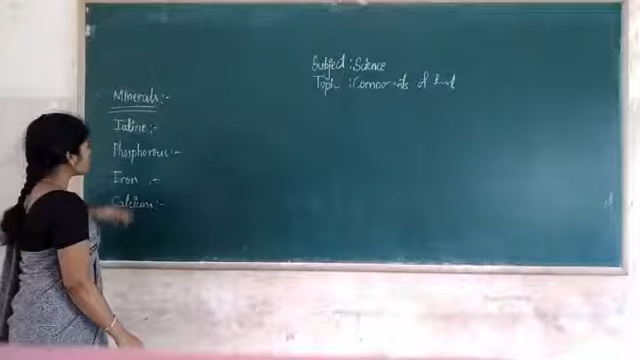 Subject : Science
Topic : Components of food
Minerals :-
Iodine :-
Phosphorous :-
Iron :-
Calcium :-